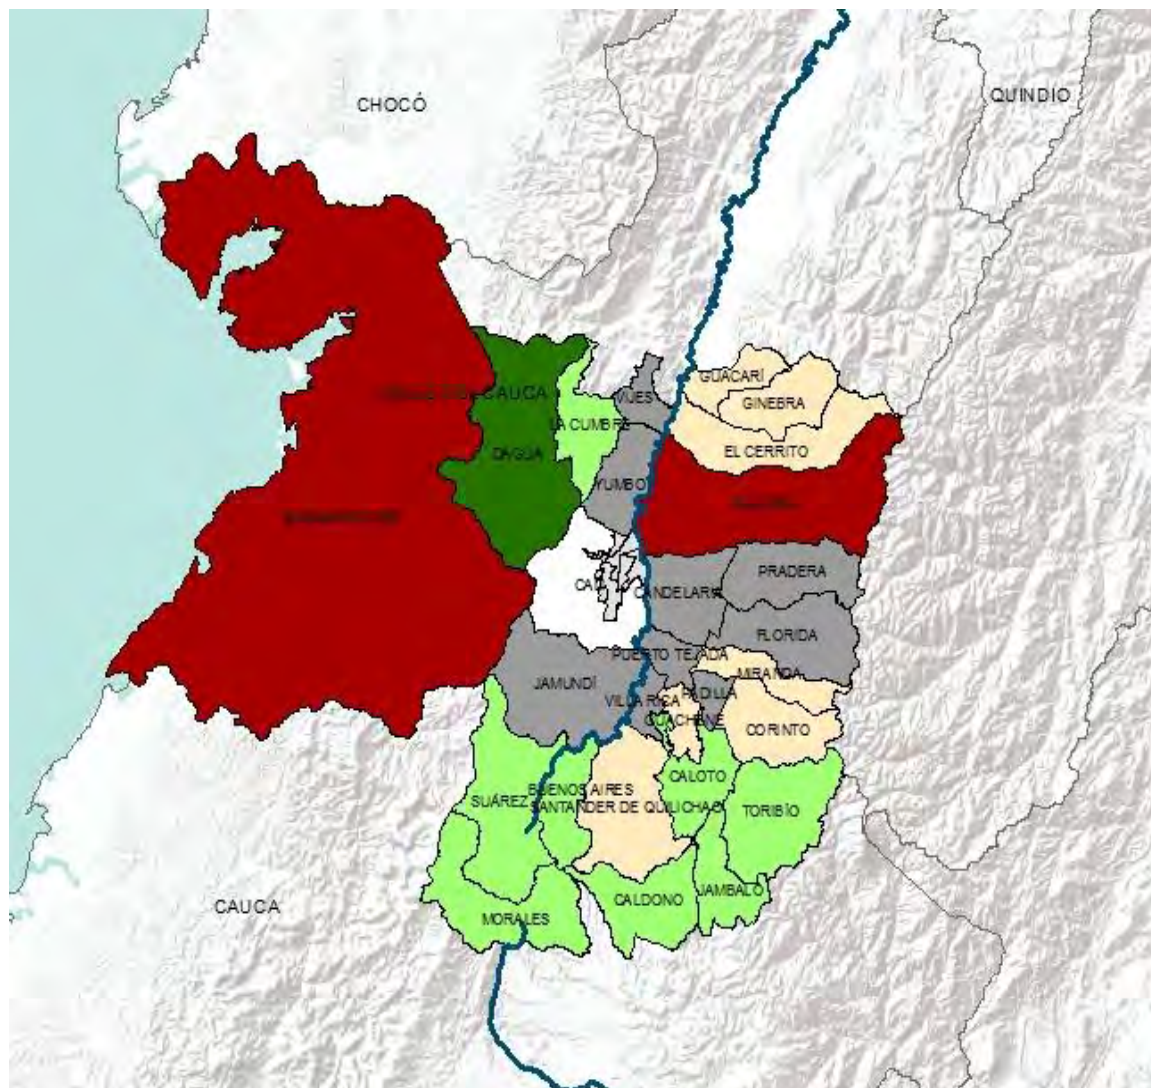 CHOCÓ
QUINDIO
GUACARÍ
GINEBRA
CAUCA
VIJES
LA CUMBRE
EL CERRITO
DAGUA
YUMBO
PRADERA
CANDELARIA
FLORIDA
PUERTO TEJADA
MIRANDA
JAMUNDÍ
PADILLA
VILLA RICA
GUACHENÉ
CORINTO
CALOTO
BUENOS AIRES
SUÁREZ
SANTANDER DE QUILICHAO
TORIBÍO
JAMBALÓ
CALDONO
CAUCA
MORALES